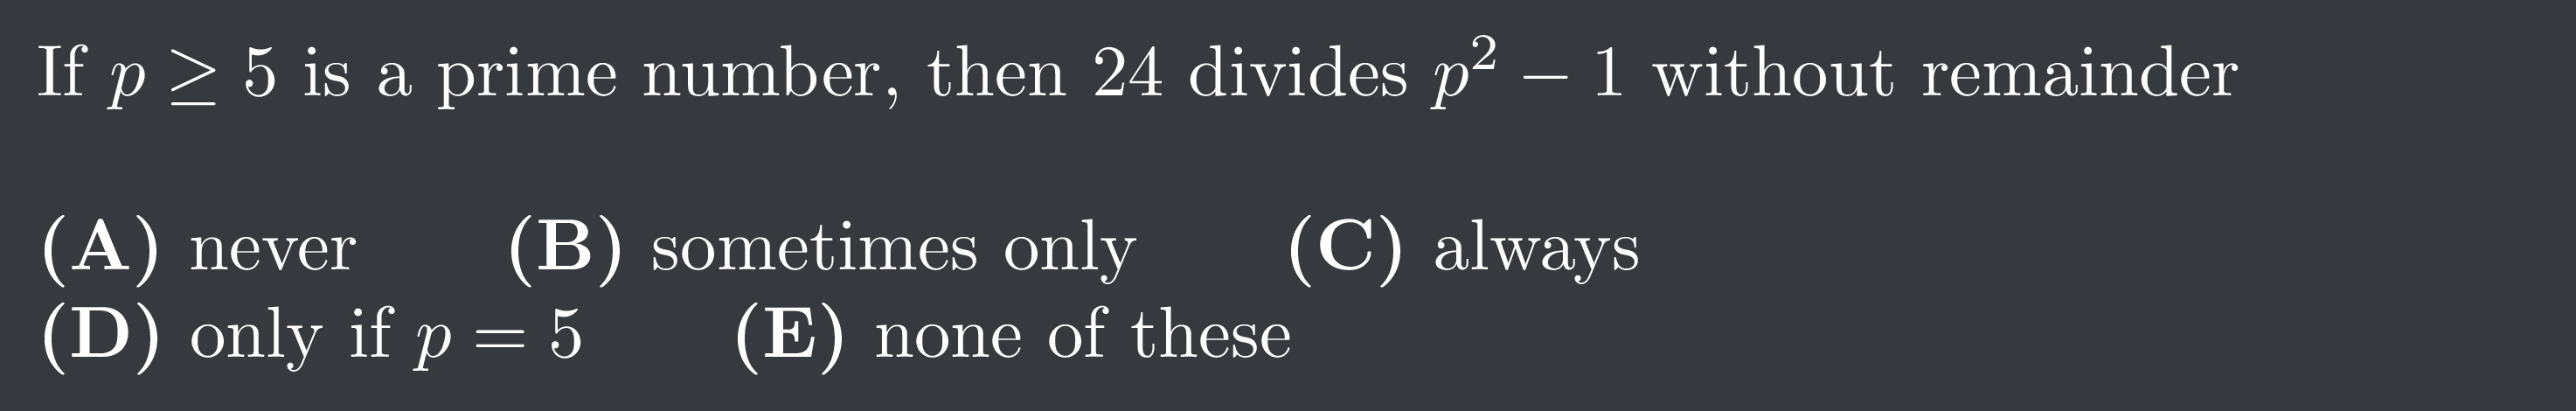 If p ≥ 5 is a prime number, then 24 divides p² − 1 without remainder
(A) never (B) sometimes only (C) always
(D) only if p = 5 (E) none of these